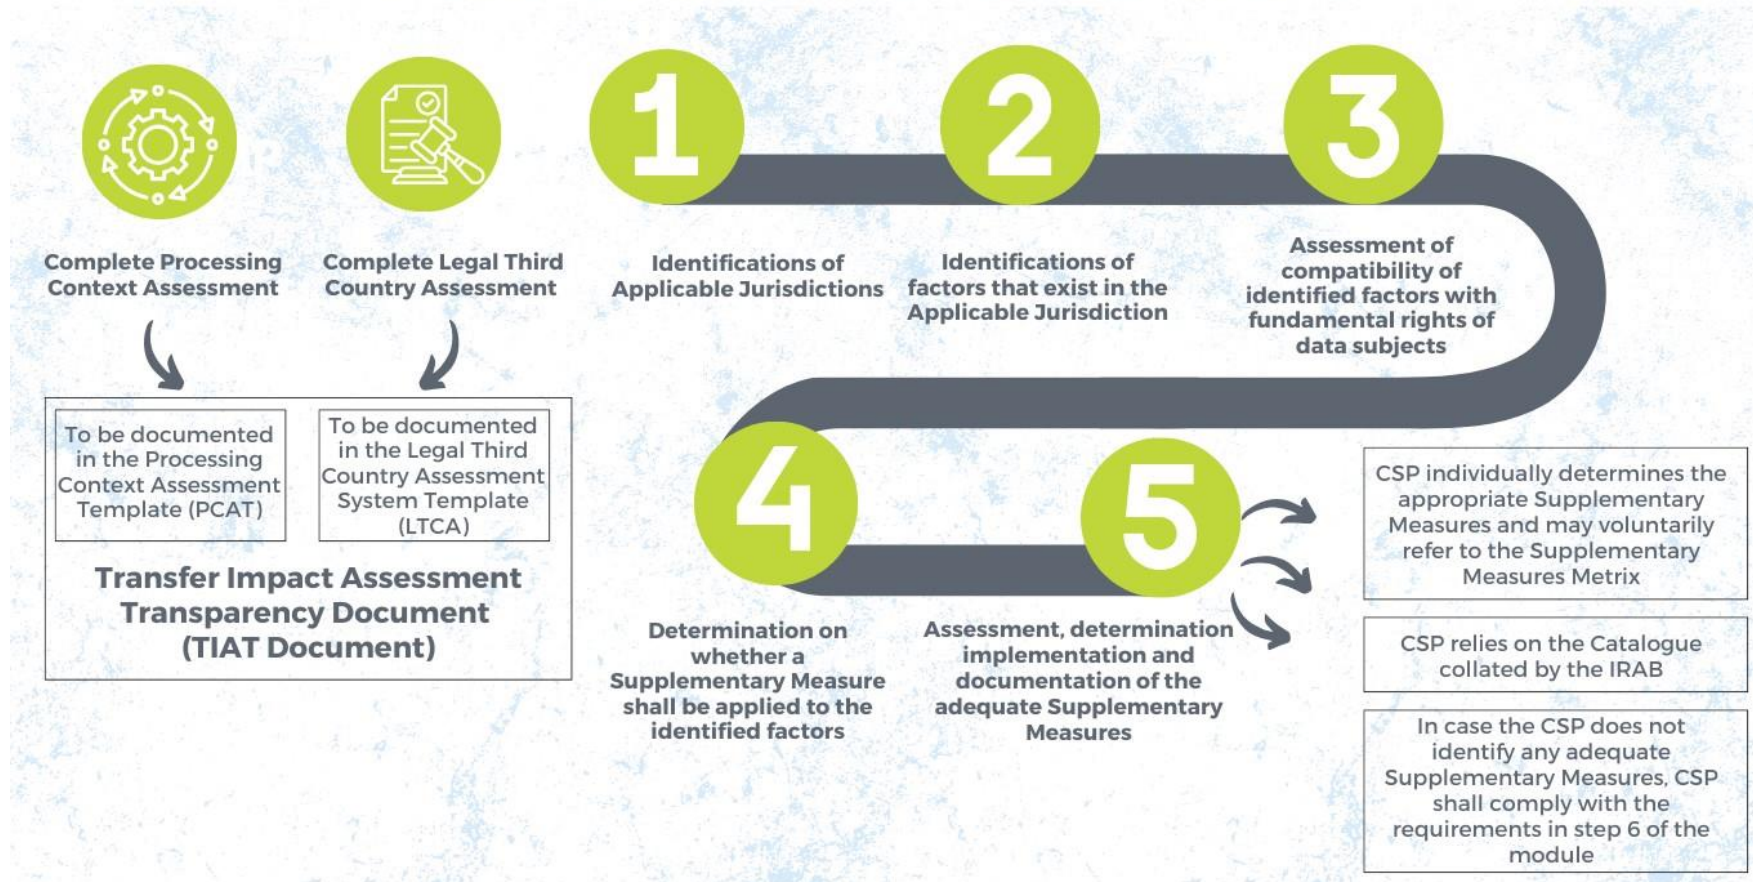 Complete Processing
Context Assessment
Complete Legal Third
Country Assessment
To be documented
in the Processing
Context Assessment
Template (PCAT)
To be documented
in the Legal Third
Country Assessment
System Template
(LTCA)
Transfer Impact Assessment
Transparency Document
(TIAT Document)
1
Identifications of
Applicable Jurisdictions
2
Identifications of
factors that exist in the
Applicable Jurisdiction
3
Assessment of
compatibility of
identified factors with
fundamental rights of
data subjects
4
Determination on
whether a
Supplementary Measure
shall be applied to the
identified factors
5
Assessment, determination
implementation and
documentation of the
adequate Supplementary
Measures
CSP individually determines the
appropriate Supplementary
Measures and may voluntarily
refer to the Supplementary
Measures Metrix
CSP relies on the Catalogue
collated by the IRAB
In case the CSP does not
identify any adequate
Supplementary Measures, CSP
shall comply with the
requirements in step 6 of the
module